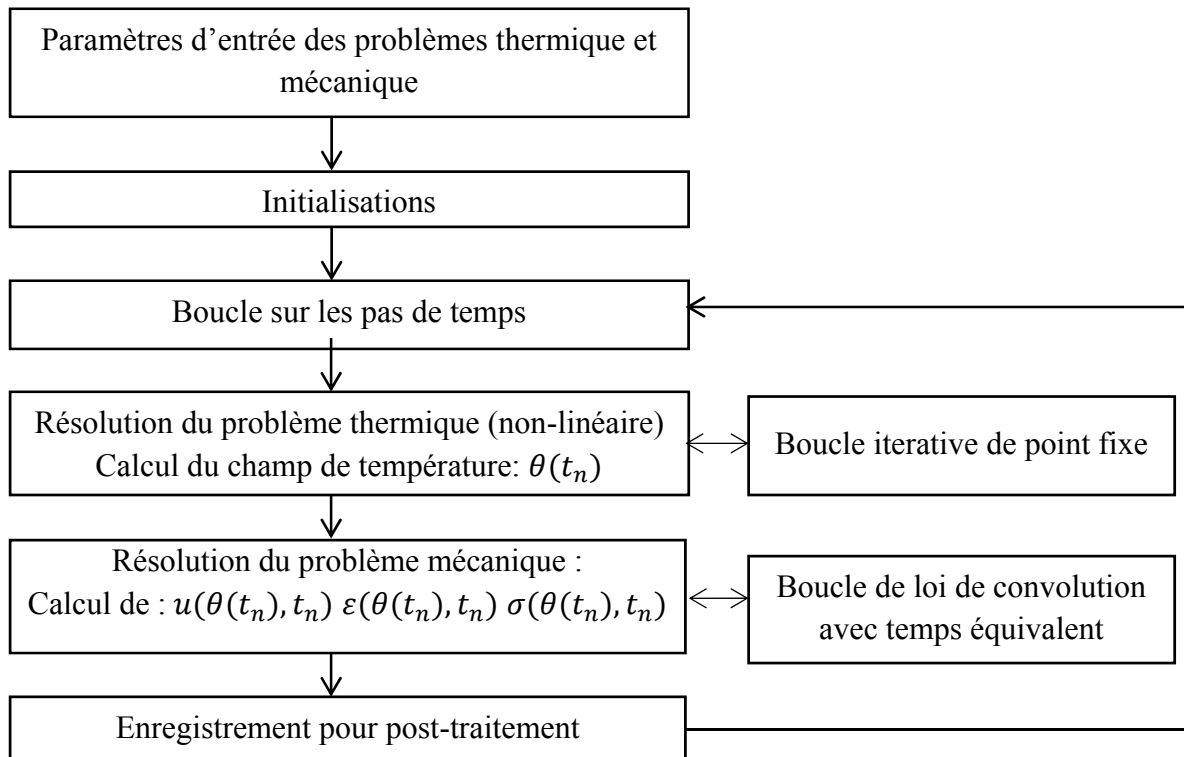 Paramètres d’entrée des problèmes thermique et
mécanique
Initialisations
Boucle sur les pas de temps
Résolution du problème thermique (non-linéaire)
Calcul du champ de température: θ(tₙ)
Boucle iterative de point fixe
Résolution du problème mécanique :
Calcul de : u(θ(tₙ), tₙ) ε(θ(tₙ), tₙ) σ(θ(tₙ), tₙ)
Boucle de loi de convolution
avec temps équivalent
Enregistrement pour post-traitement